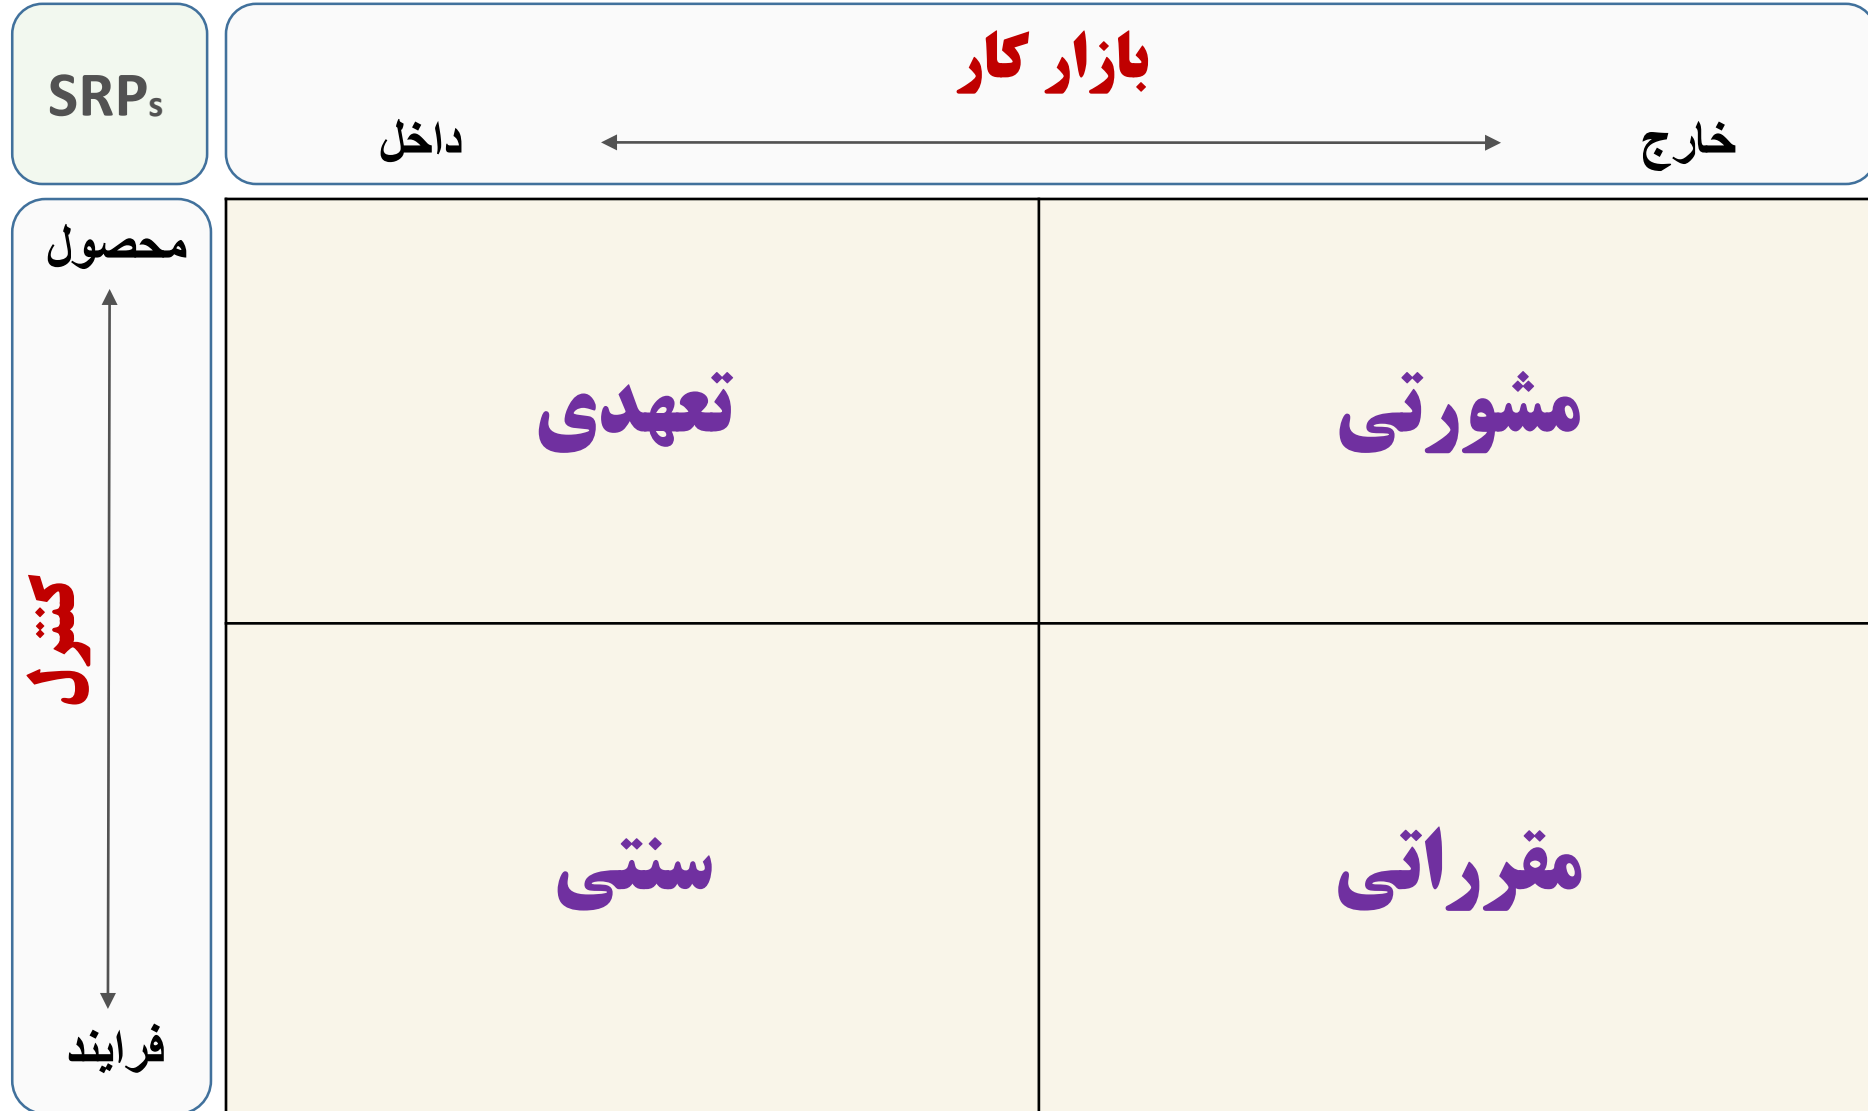 SRPs
بازار کار
خارج
داخل
محصول
کنترل
فرایند
مشورتی
تعهدی
مقرراتی
سنتی